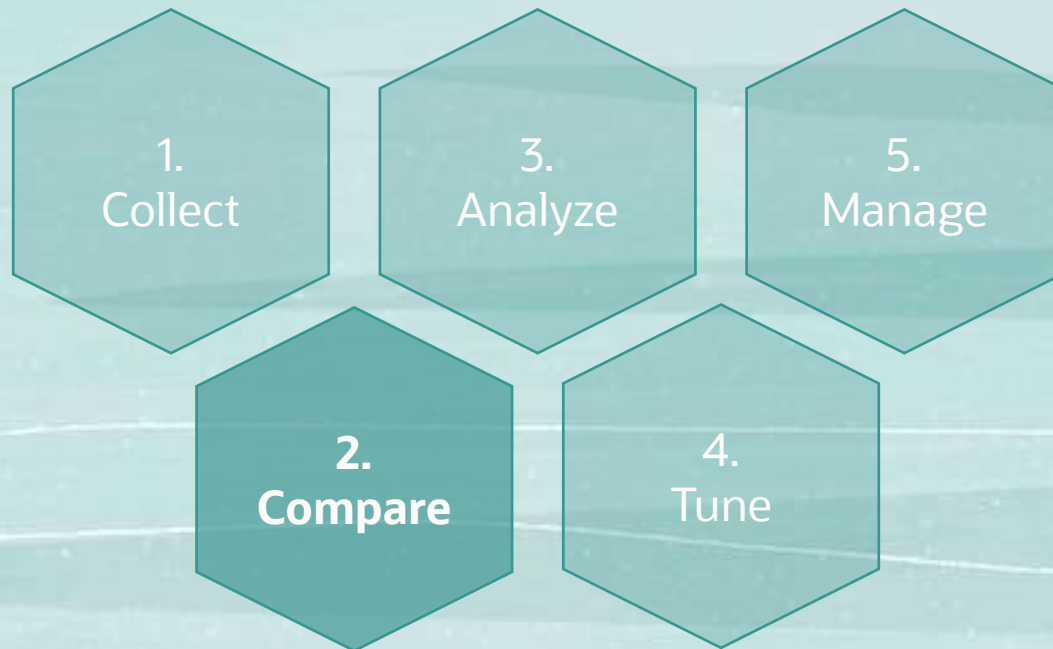 1.
Collect
2.
Compare
3.
Analyze
4.
Tune
5.
Manage